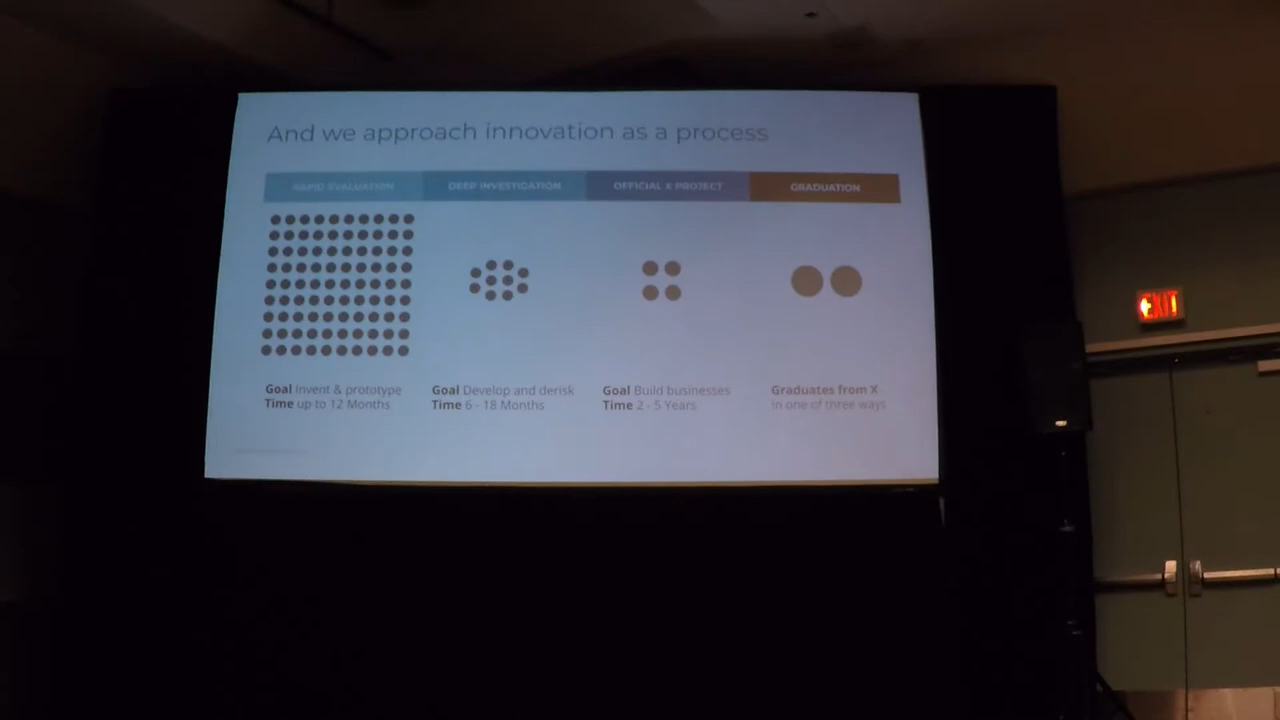 And we approach innovation as a process
RAPID EVALUATION
DEEP INVESTIGATION
OFFICIAL X PROJECT
GRADUATION
Goal Invent & prototype
Time up to 12 Months
Goal Develop and derisk
Time 6 - 18 Months
Goal Build businesses
Time 2 - 5 Years
Graduates from X
in one of three ways
EXIT